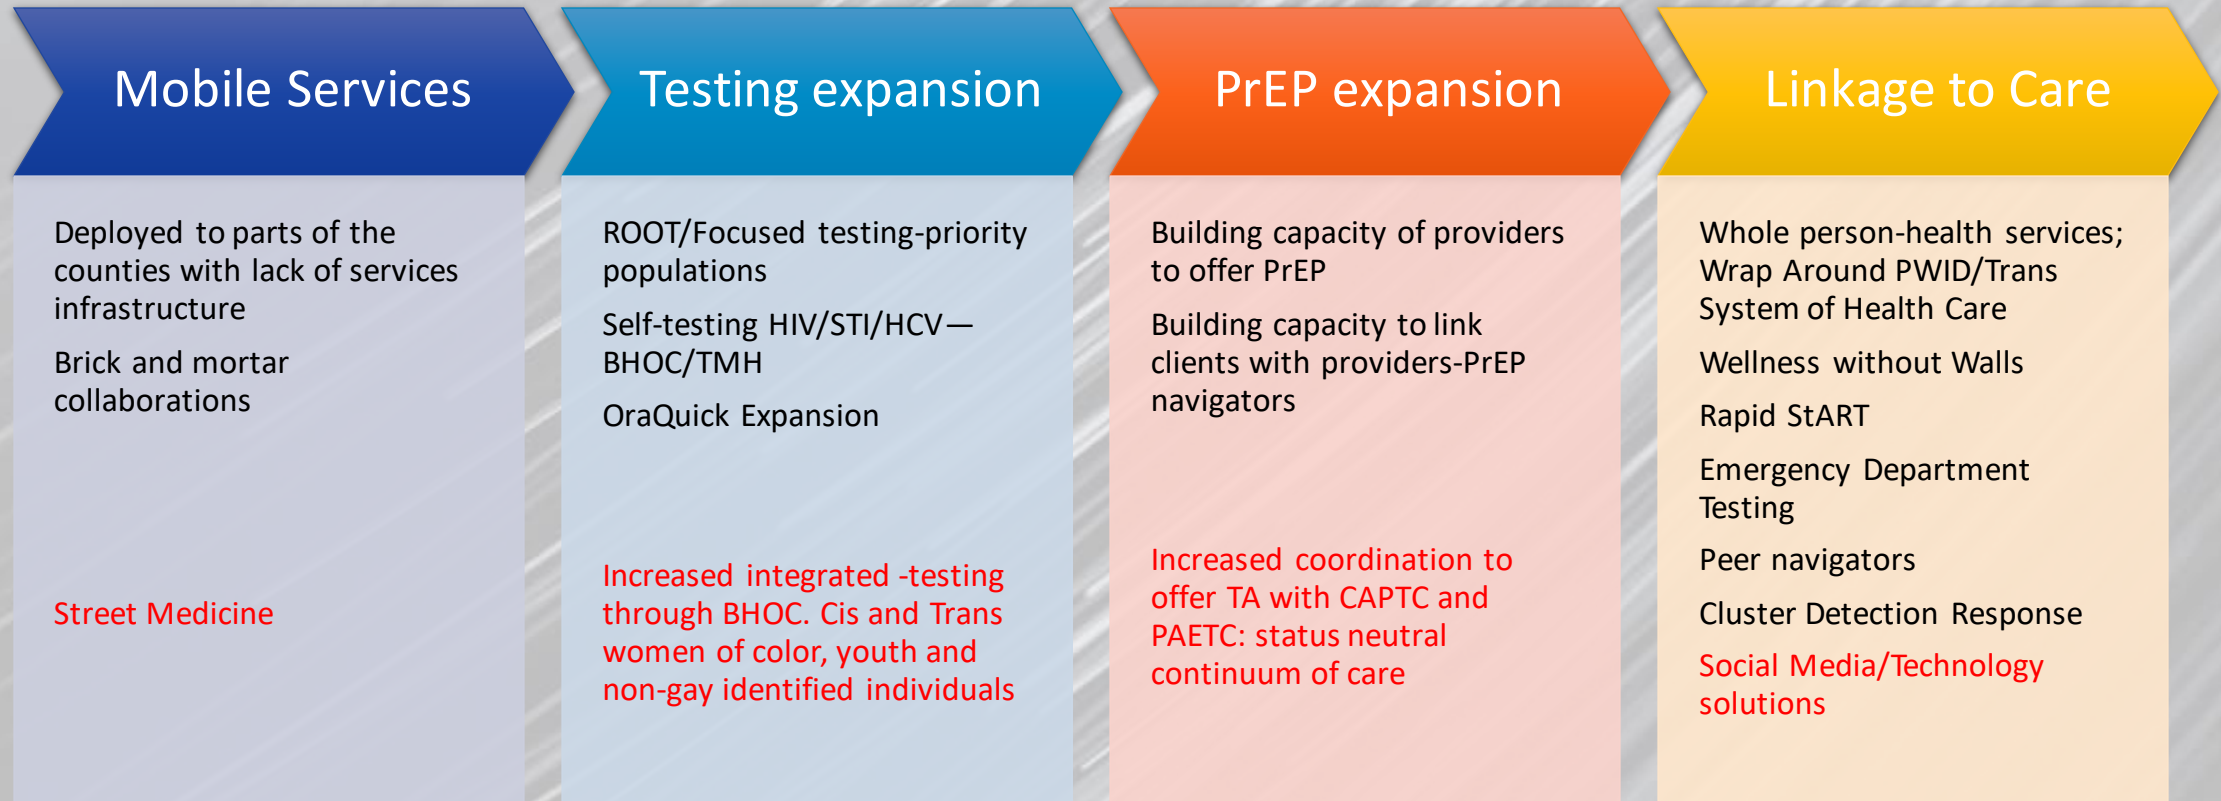 Mobile Services
Deployed to parts of the
counties with lack of services
infrastructure
Brick and mortar
collaborations
Street Medicine
Testing expansion
ROOT/Focused testing-priority
populations
Self-testing HIV/STI/HCV—
BHOC/TMH
OraQuick Expansion
Increased integrated -testing
through BHOC. Cis and Trans
women of color, youth and
non-gay identified individuals
PrEP expansion
Building capacity of providers
to offer PrEP
Building capacity to link
clients with providers-PrEP
navigators
Increased coordination to
offer TA with CAPTC and
PAETC: status neutral
continuum of care
Linkage to Care
Whole person-health services;
Wrap Around PWID/Trans
System of Health Care
Wellness without Walls
Rapid StART
Emergency Department
Testing
Peer navigators
Cluster Detection Response
Social Media/Technology
solutions